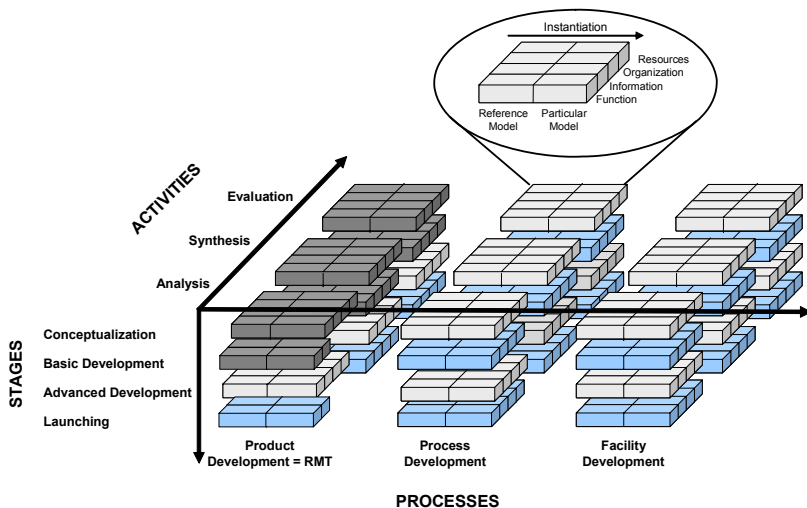 Instantiation
Resources
Organization
Information
Function
Reference
Model
Particular
Model
ACTIVITIES
Evaluation
Synthesis
Analysis
STAGES
Conceptualization
Basic Development
Advanced Development
Launching
Product
Development = RMT
Process
Development
Facility
Development
PROCESSES